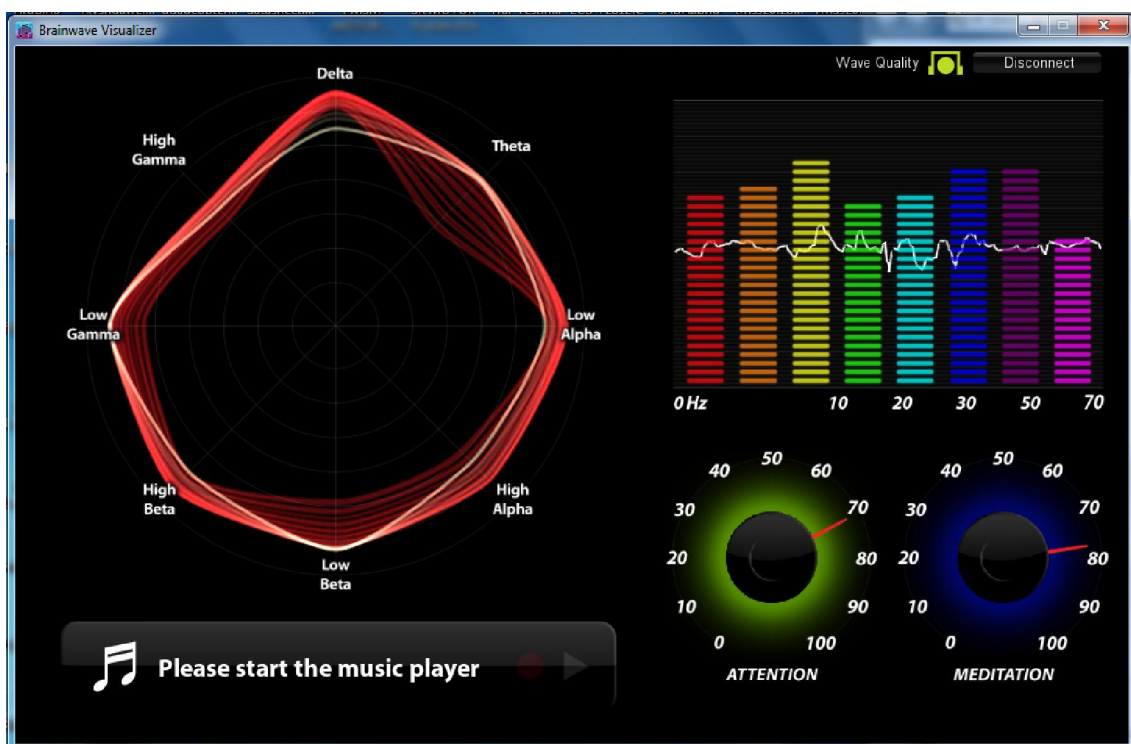 Brainwave Visualizer
Wave Quality
Disconnect
Delta
High
Gamma
Theta
Low
Gamma
Low
Alpha
High
Beta
High
Alpha
Low
Beta
0 Hz 10 20 30 50 70
50
40 60
30 70
20 80
10 90
0 100
ATTENTION
50
40 60
30 70
20 80
10 90
0 100
MEDITATION
Please start the music player